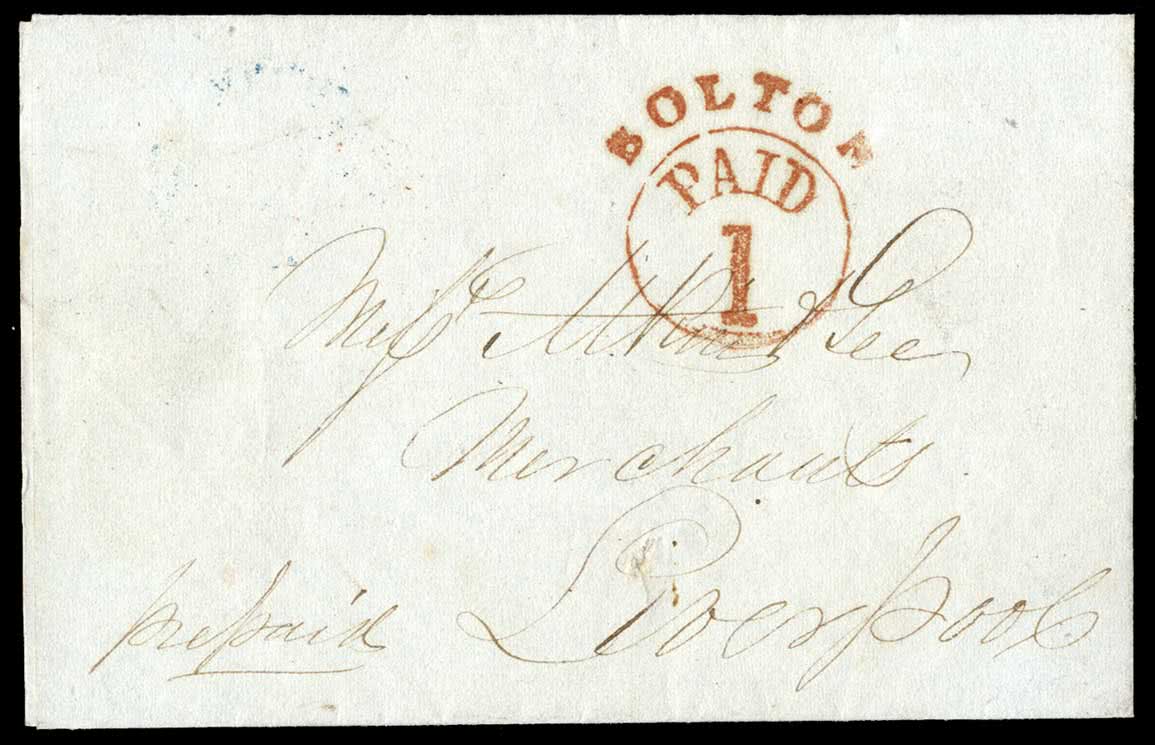 BOLTON
PAID
1
Messrs
Merchants
Liverpool
prepaid